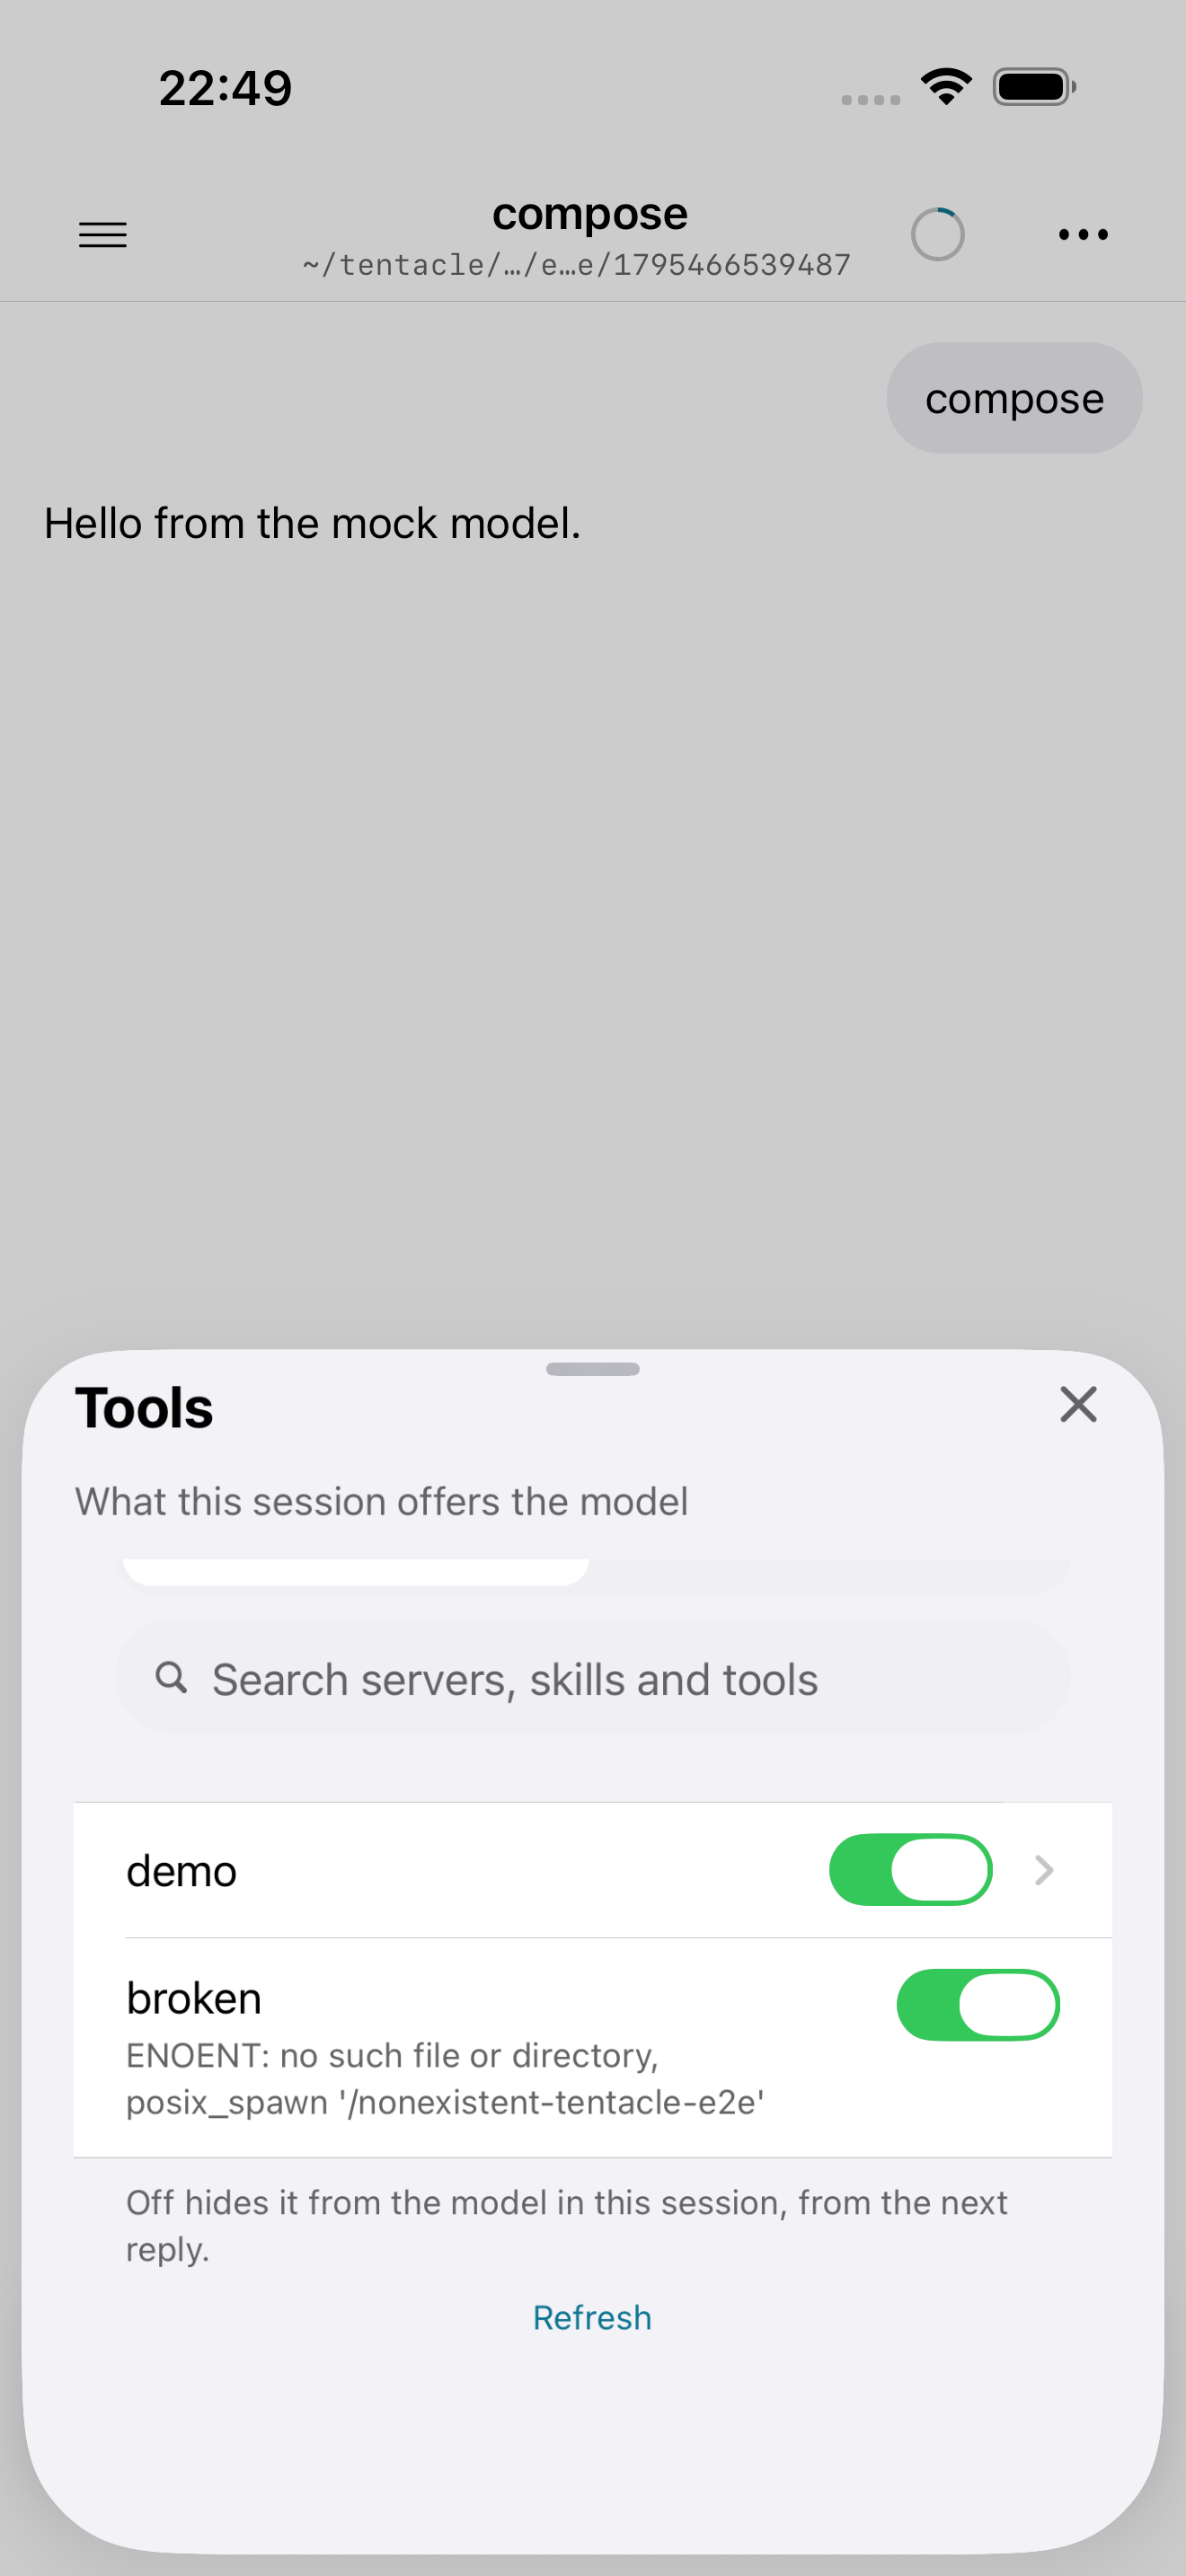 22:49
compose
~/tentacle/…/e…e/1795466539487
compose
Hello from the mock model.
Tools
What this session offers the model
Search servers, skills and tools
demo
broken
ENOENT: no such file or directory,
posix_spawn '/nonexistent-tentacle-e2e'
Off hides it from the model in this session, from the next
reply.
Refresh